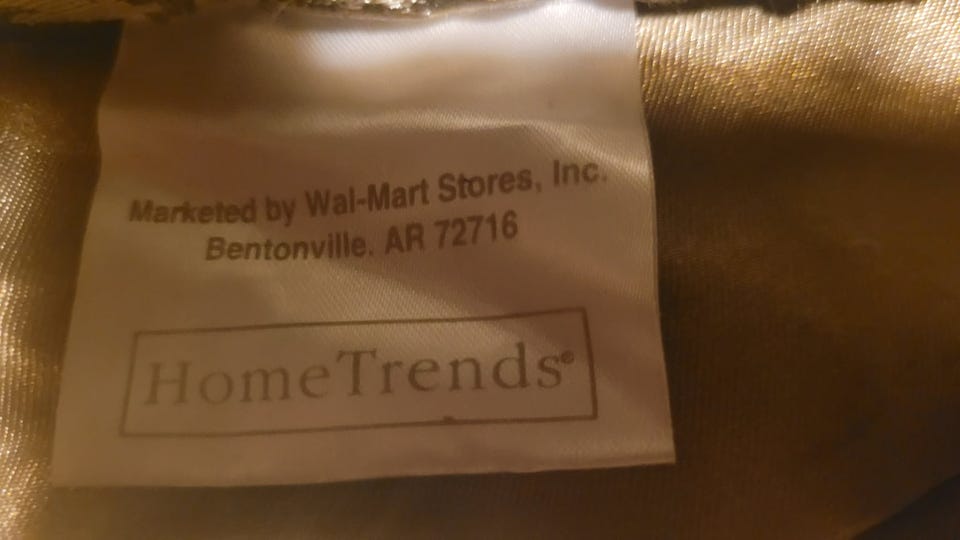 Marketed by Wal-Mart Stores, Inc.
Bentonville. AR 72716
HomeTrends®